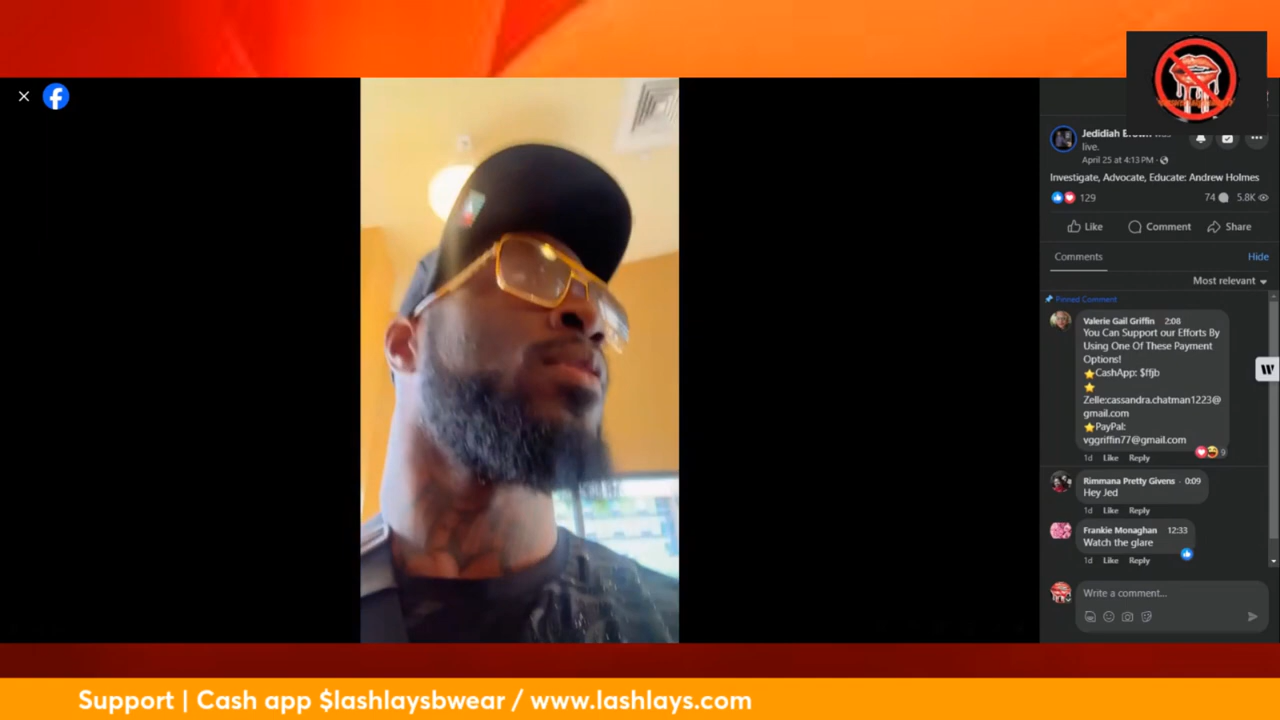 Jedidiah Brown was
live.
April 25 at 4:13 PM ·
Investigate, Advocate, Educate: Andrew Holmes
129
74
5.8K
Like
Comment
Share
Comments
Hide
Most relevant
Pinned Comment
Valerie Gail Griffin 2:08
You Can Support our Efforts By
Using One Of These Payment
Options!
⭐CashApp: $ffjb
⭐
Zelle:cassandra.chatman1223@
gmail.com
⭐PayPal:
vggriffin77@gmail.com
9
1d Like Reply
Rimmana Pretty Givens · 0:09
Hey Jed
1d Like Reply
Frankie Monaghan 12:33
Watch the glare
1d Like Reply
W
Write a comment...
Support | Cash app $lashlaysbwear / www.lashlays.com